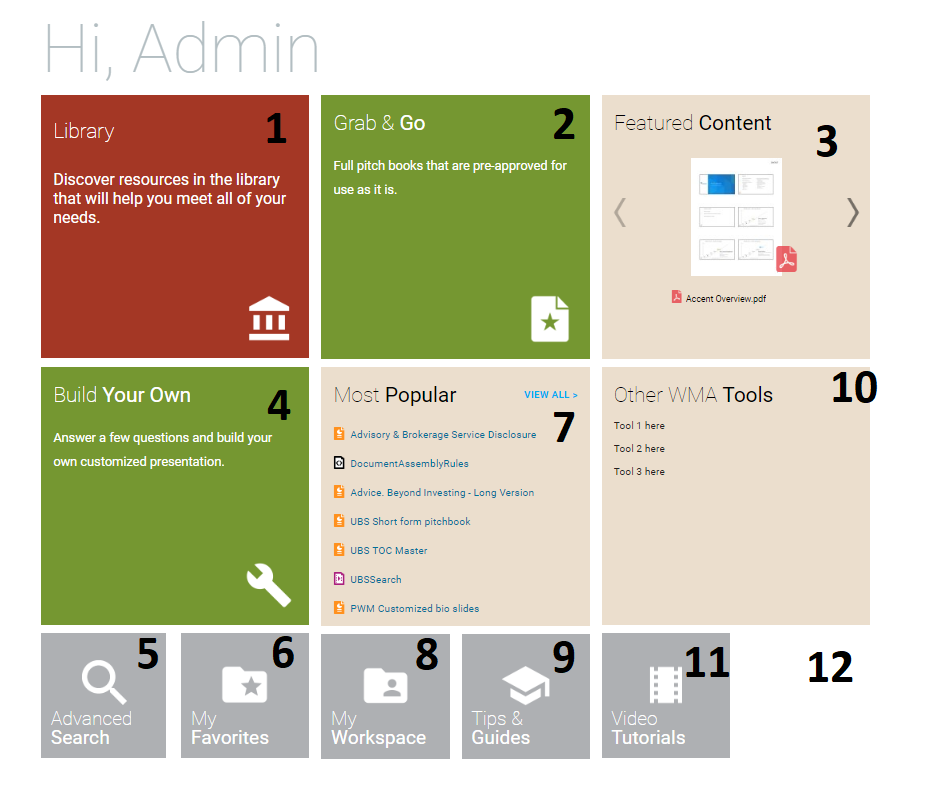 Hi, Admin
Library
1
Discover resources in the library
that will help you meet all of your
needs.
Grab & Go
2
Full pitch books that are pre-approved for
use as it is.
Featured Content
3
Accent Overview.pdf
Build Your Own
4
Answer a few questions and build your
own customized presentation.
Most Popular
VIEW ALL >
7
Advisory & Brokerage Service Disclosure
DocumentAssemblyRules
Advice. Beyond Investing - Long Version
UBS Short form pitchbook
UBS TOC Master
UBSSearch
PWM Customized bio slides
Other WMA Tools
10
Tool 1 here
Tool 2 here
Tool 3 here
5
Advanced
Search
6
My
Favorites
8
My
Workspace
9
Tips &
Guides
11
Video
Tutorials
12